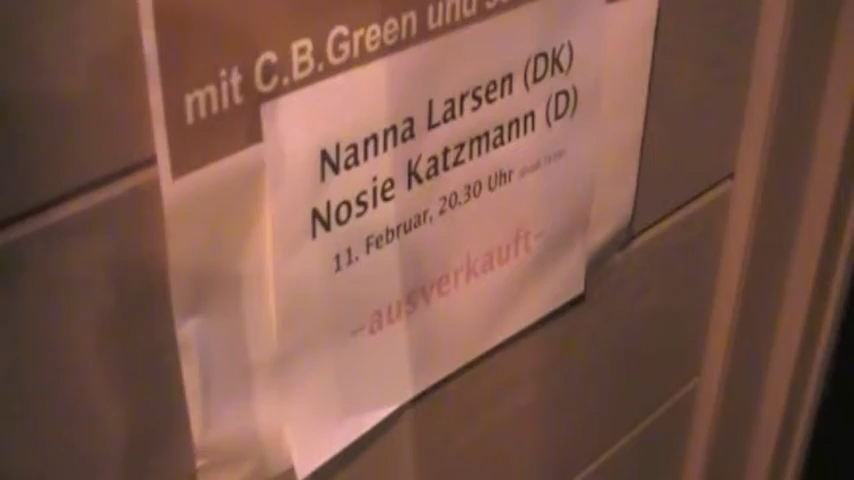 mit C.B.Green und
Nanna Larsen (DK)
Nosie Katzmann (D)
11. Februar, 20.30 Uhr
-ausverkauft-